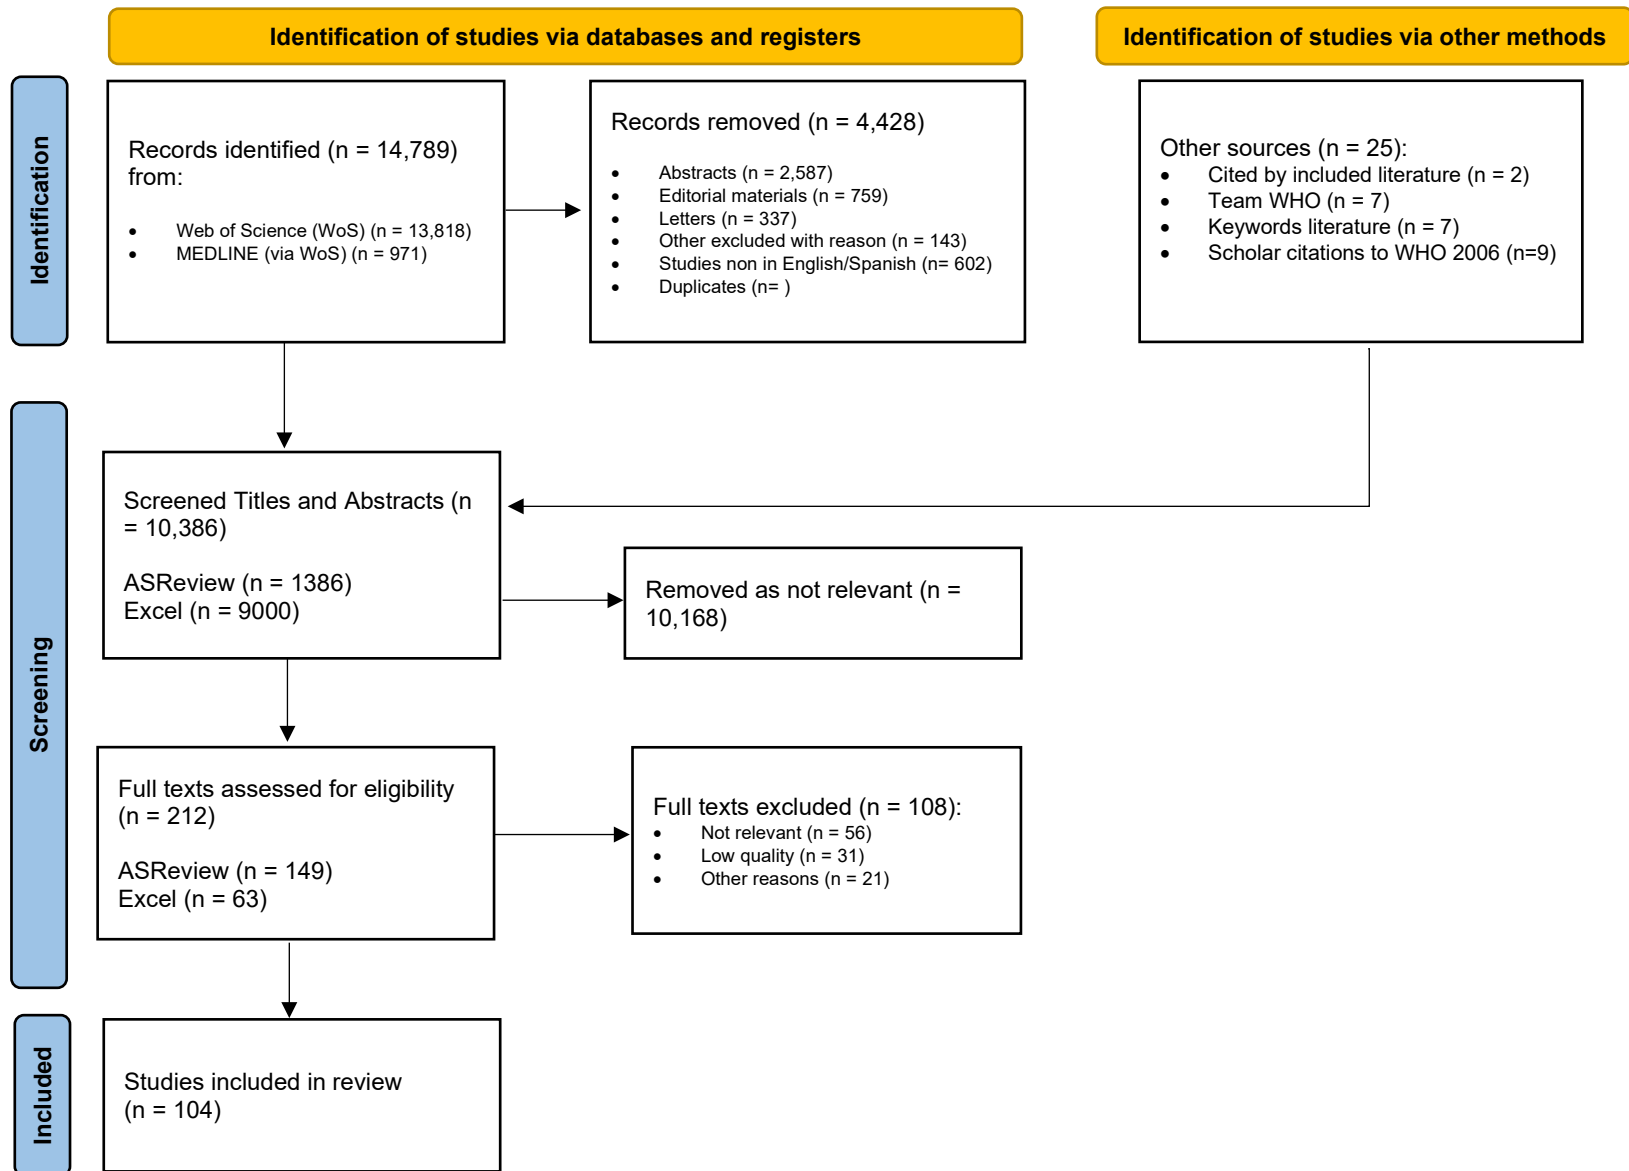 Identification of studies via databases and registers
Identification of studies via other methods
Identification
Records identified (n = 14,789)
from:
• Web of Science (WoS) (n = 13,818)
• MEDLINE (via WoS) (n = 971)
Records removed (n = 4,428)
• Abstracts (n = 2,587)
• Editorial materials (n = 759)
• Letters (n = 337)
• Other excluded with reason (n = 143)
• Studies non in English/Spanish (n= 602)
• Duplicates (n= )
Other sources (n = 25):
• Cited by included literature (n = 2)
• Team WHO (n = 7)
• Keywords literature (n = 7)
• Scholar citations to WHO 2006 (n=9)
Screening
Screened Titles and Abstracts (n
= 10,386)
ASReview (n = 1386)
Excel (n = 9000)
Removed as not relevant (n =
10,168)
Full texts assessed for eligibility
(n = 212)
ASReview (n = 149)
Excel (n = 63)
Full texts excluded (n = 108):
• Not relevant (n = 56)
• Low quality (n = 31)
• Other reasons (n = 21)
Included
Studies included in review
(n = 104)